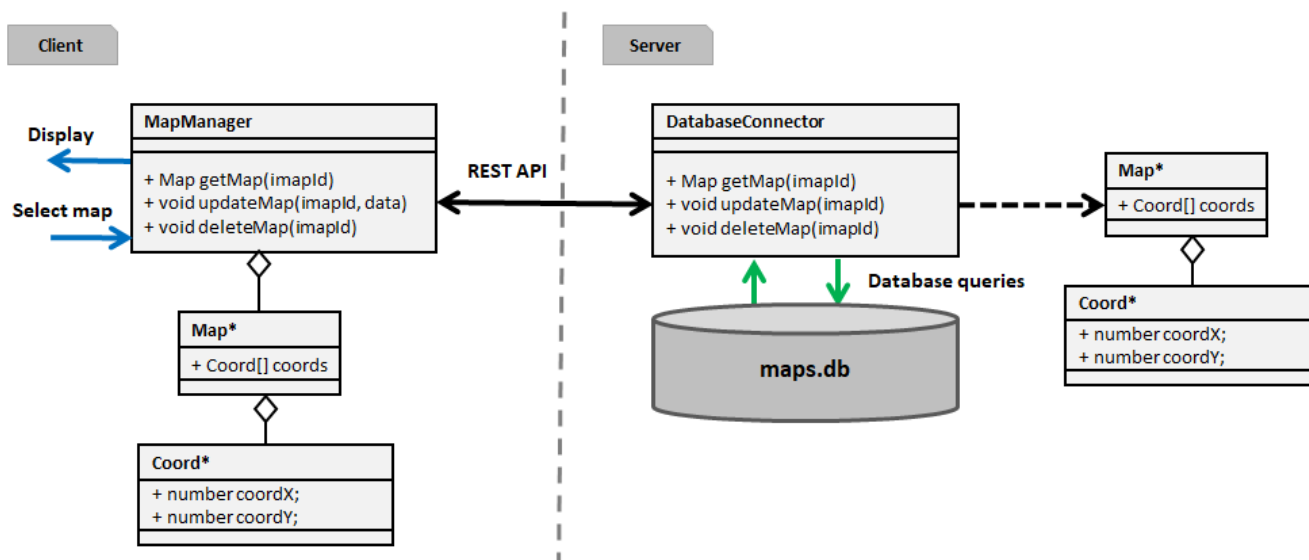 Client
Server
MapManager
+ Map getMap(imapId)
+ void updateMap(imapId, data)
+ void deleteMap(imapId)
Display
Select map
REST API
DatabaseConnector
+ Map getMap(imapId)
+ void updateMap(imapId)
+ void deleteMap(imapId)
Map*
+ Coord[] coords
Coord*
+ number coordX;
+ number coordY;
Database queries
maps.db
Map*
+ Coord[] coords
Coord*
+ number coordX;
+ number coordY;